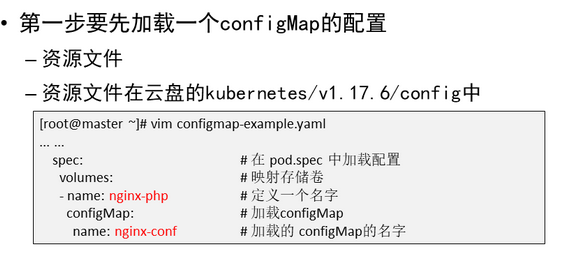 • 第一步要先加载一个configMap的配置
– 资源文件
– 资源文件在云盘的kubernetes/v1.17.6/config中
[root@master ~]# vim configmap-example.yaml
... ...
spec: # 在 pod.spec 中加载配置
volumes: # 映射存储卷
- name: nginx-php # 定义一个名字
configMap: # 加载configMap
name: nginx-conf # 加载的 configMap的名字